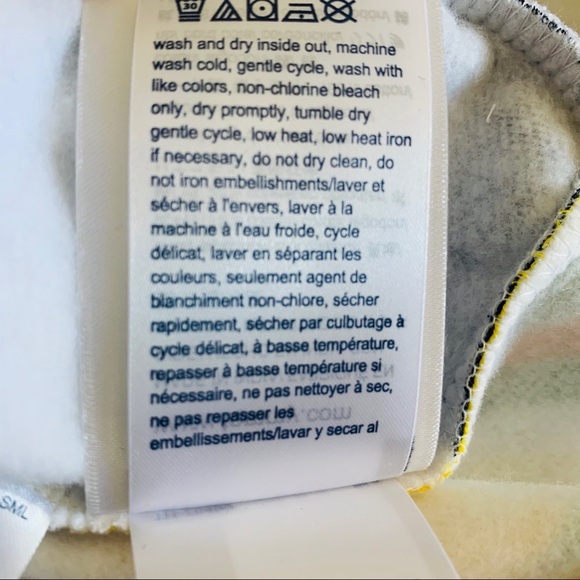 30
wash and dry inside out, machine
wash cold, gentle cycle, wash with
like colors, non-chlorine bleach
only, dry promptly, tumble dry
gentle cycle, low heat, low heat iron
if necessary, do not dry clean, do
not iron embellishments/laver et
sécher à l'envers, laver à la
machine à l'eau froide, cycle
délicat, laver en séparant les
couleurs, seulement agent de
blanchiment non-chlore, sécher
rapidement, sécher par culbutage à
cycle délicat, à basse température,
repasser à basse température si
nécessaire, ne pas nettoyer à sec,
ne pas repasser les
embellissements/lavar y secar al
SML